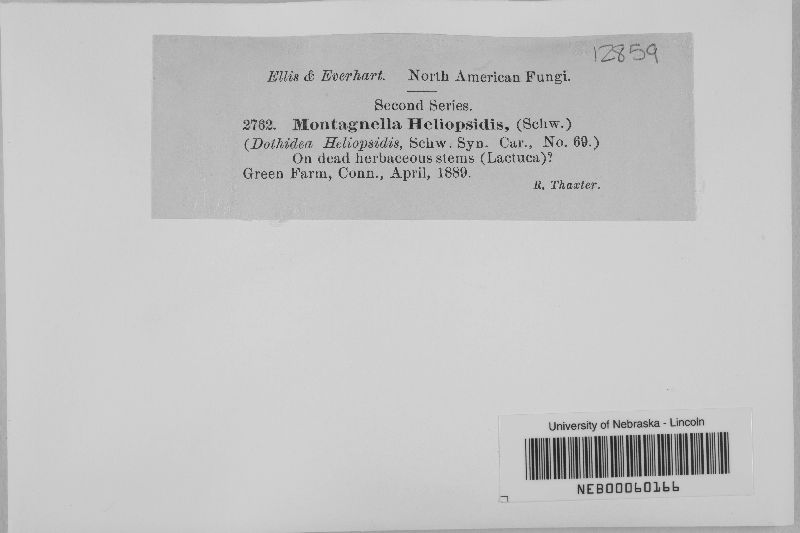 12859
Ellis & Everhart. North American Fungi.
Second Series.
2762. Montagnella Heliopsidis, (Schw.)
(Dothidea Heliopsidis, Schw. Syn. Car., No. 69.)
On dead herbaceous stems (Lactuca)?
Green Farm, Conn., April, 1889.
R. Thaxter.
University of Nebraska - Lincoln
NEB00060166